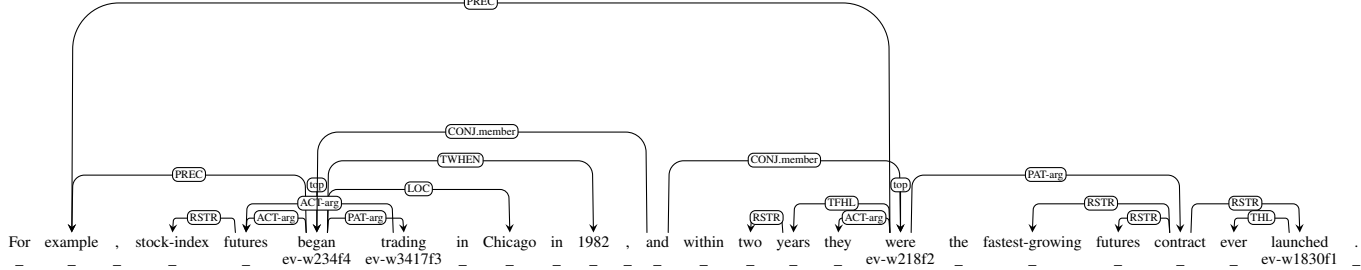 PREC
CONJ.member
TWHEN CONJ.member
PREC top LOC top PAT-arg
ACT-arg TFHL RSTR RSTR
RSTR ACT-arg PAT-arg RSTR ACT-arg RSTR THL
For example , stock-index futures began trading in Chicago in 1982 , and within two years they were the fastest-growing futures contract ever launched .
_ _ _ _ _ ev-w234f4 ev-w3417f3 _ _ _ _ _ _ _ _ _ _ ev-w218f2 _ _ _ _ _ ev-w1830f1 _